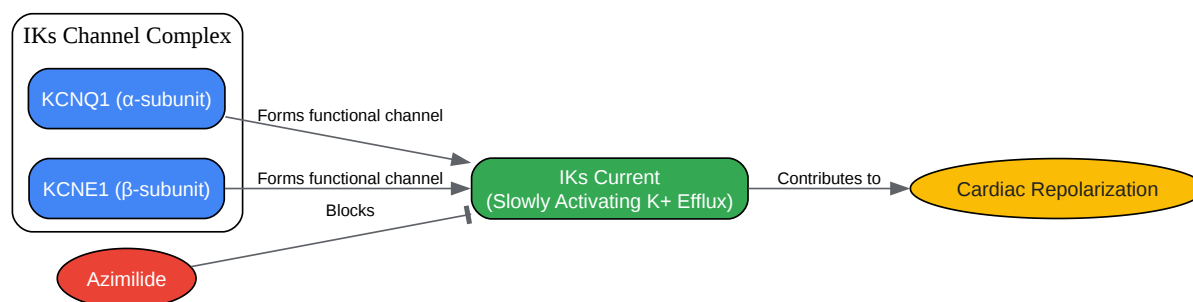 IKs Channel Complex
KCNQ1 (α-subunit)
Forms functional channel
KCNE1 (β-subunit)
Forms functional channel
IKs Current
(Slowly Activating K+ Efflux)
Contributes to
Cardiac Repolarization
Blocks
Azimilide